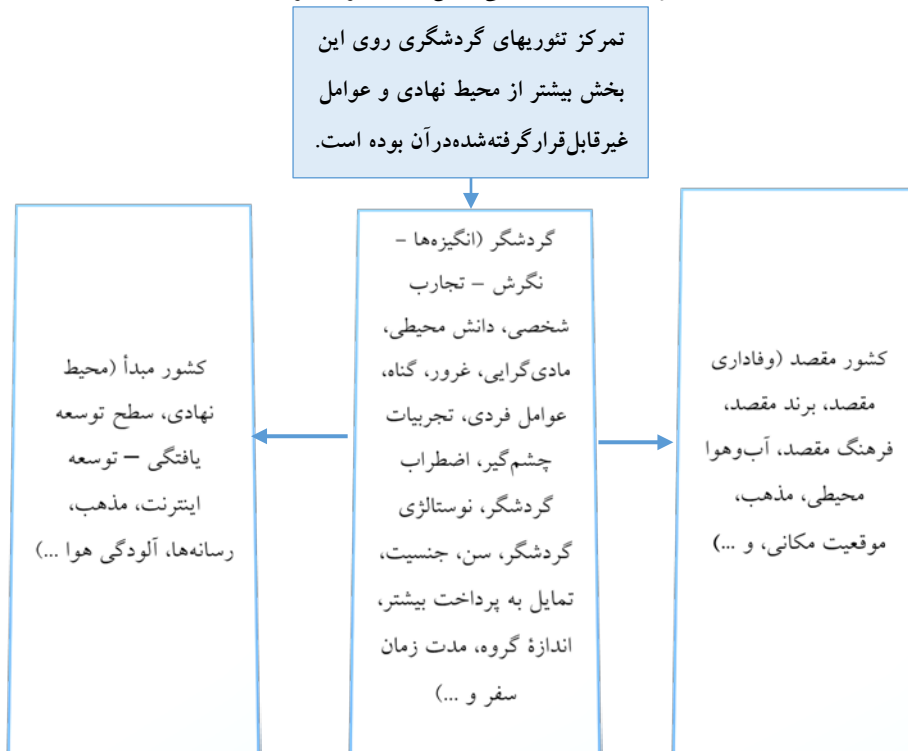 تمرکز تئوریهای گردشگری روی این
بخش بیشتر از محیط نهادی و عوامل
غیرقابل‌قرارگرفته‌شده‌درآن بوده است.
کشور مقصد (وفاداری
مقصد، برند مقصد،
فرهنگ مقصد، آب‌وهوا
محیطی، مذهب،
موقعیت مکانی، و ...)
گردشگر (انگیزه‌ها –
نگرش – تجارب
شخصی، دانش محیطی،
مادی‌گرایی، غرور، گناه،
عوامل فردی، تجربیات
چشم‌گیر، اضطراب
گردشگر، نوستالژی
گردشگر، سن، جنسیت،
تمایل به پرداخت بیشتر،
اندازهٔ گروه، مدت زمان
سفر و ...)
کشور مبدأ (محیط
نهادی، سطح توسعه
یافتگی – توسعه
اینترنت، مذهب،
رسانه‌ها، آلودگی هوا ...)